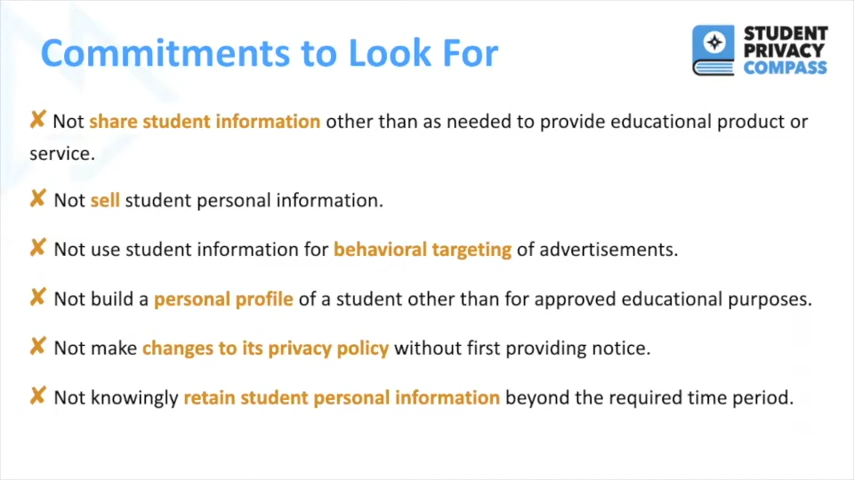 Commitments to Look For
STUDENT
PRIVACY
COMPASS
✘ Not share student information other than as needed to provide educational product or
service.
✘ Not sell student personal information.
✘ Not use student information for behavioral targeting of advertisements.
✘ Not build a personal profile of a student other than for approved educational purposes.
✘ Not make changes to its privacy policy without first providing notice.
✘ Not knowingly retain student personal information beyond the required time period.